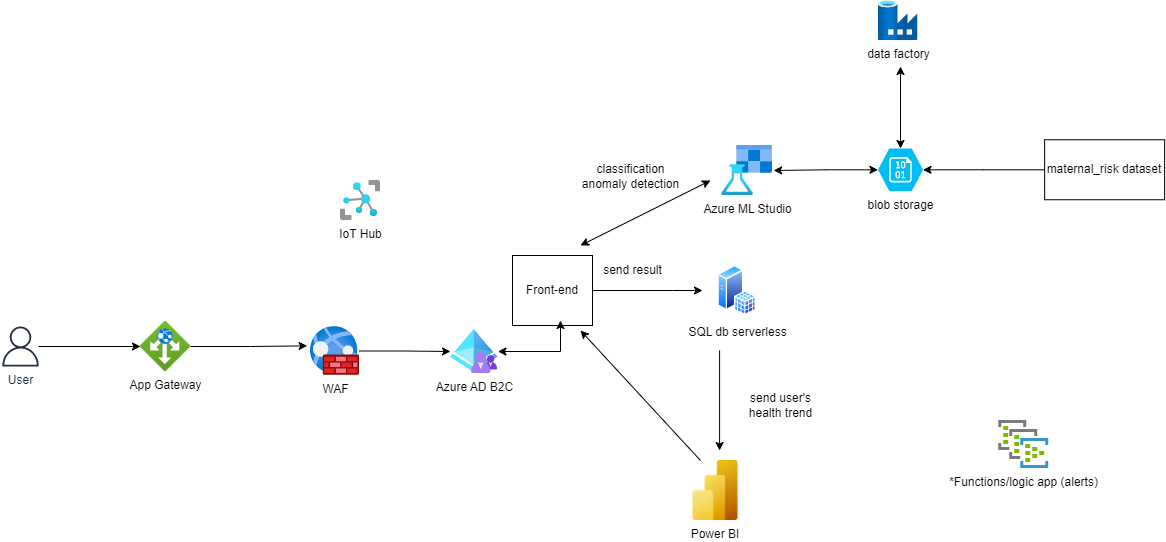 data factory
classification
anomaly detection
maternal_risk dataset
10
01
Azure ML Studio
blob storage
IoT Hub
send result
Front-end
SQL db serverless
User
App Gateway
WAF
Azure AD B2C
send user's
health trend
*Functions/logic app (alerts)
Power BI